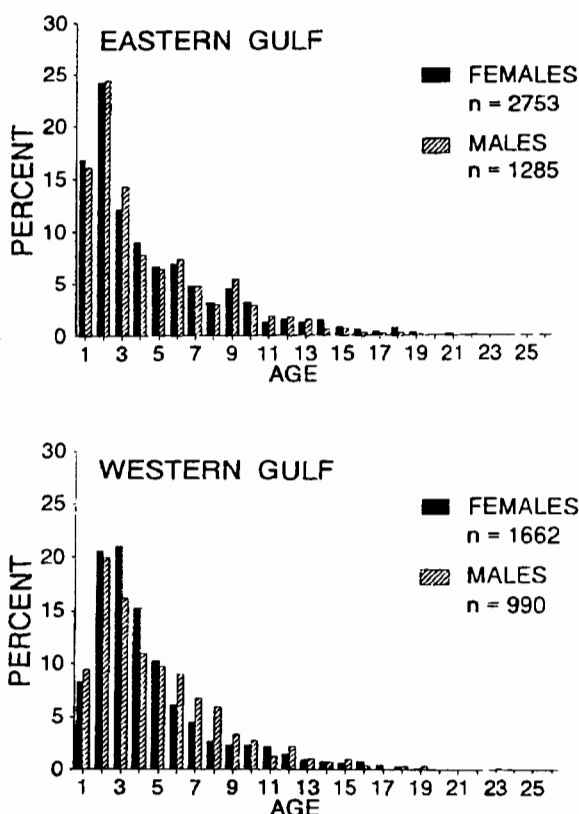 EASTERN GULF
30
25
20
15
10
5
0
PERCENT
FEMALES
n = 2753
MALES
n = 1285
1 3 5 7 9 11 13 15 17 19 21 23 25
AGE
WESTERN GULF
30
25
20
15
10
5
0
PERCENT
FEMALES
n = 1662
MALES
n = 990
1 3 5 7 9 11 13 15 17 19 21 23 25
AGE